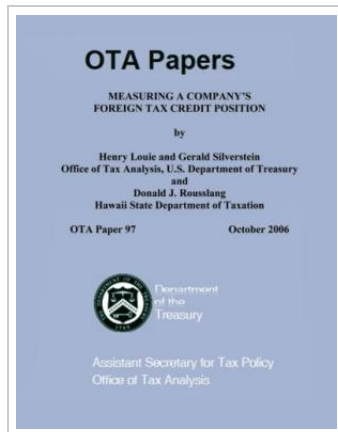 OTA Papers
MEASURING A COMPANY'S
FOREIGN TAX CREDIT POSITION
by
Henry Louie and Gerald Silverstein
Office of Tax Analysis, U.S. Department of Treasury
and
Donald J. Rousslang
Hawaii State Department of Taxation
OTA Paper 97 October 2006
Department
of the
Treasury
Assistant Secretary for Tax Policy
Office of Tax Analysis